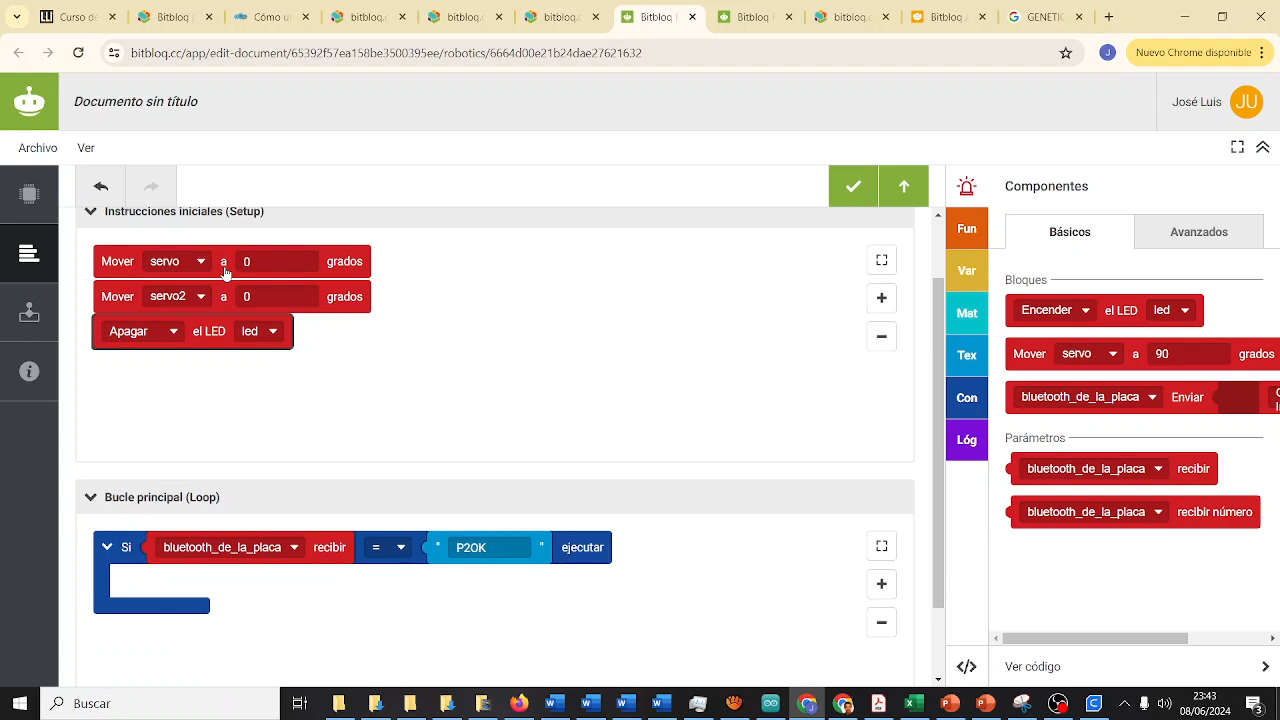 Curso de
Cómo u
bitbloq.c
bitbloq.
bitbloq.c
Bitbloq
Bitbloq
bitbloq.c
Bitbloq
GENETIC
bitbloq.cc/app/edit-document/65392f57ea158be3500395ee/robotics/6664d00e21b24dae27621632
J
Nuevo Chrome disponible
Documento sin título
José Luis JU
Archivo Ver
Instrucciones iniciales (Setup)
Mover servo a 0 grados
Mover servo2 a 0 grados
Apagar el LED led
Bucle principal (Loop)
Si bluetooth_de_la_placa recibir = " P2OK " ejecutar
Fun
Var
Mat
Tex
Con
Lóg
Componentes
Básicos Avanzados
Bloques
Encender el LED led
Mover servo a 90 grados
bluetooth_de_la_placa Enviar
Parámetros
bluetooth_de_la_placa recibir
bluetooth_de_la_placa recibir número
</> Ver código
Buscar
23:43
08/06/2024
3